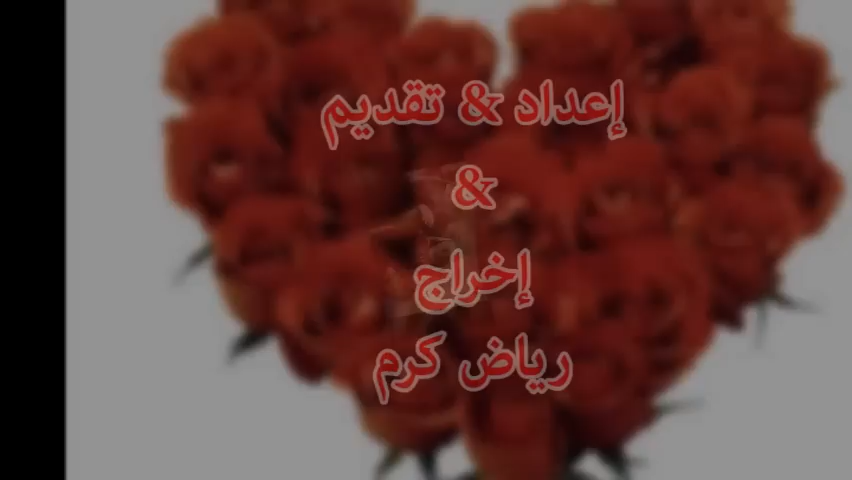 إعداد & تقديم
&
إخراج
رياض كرم